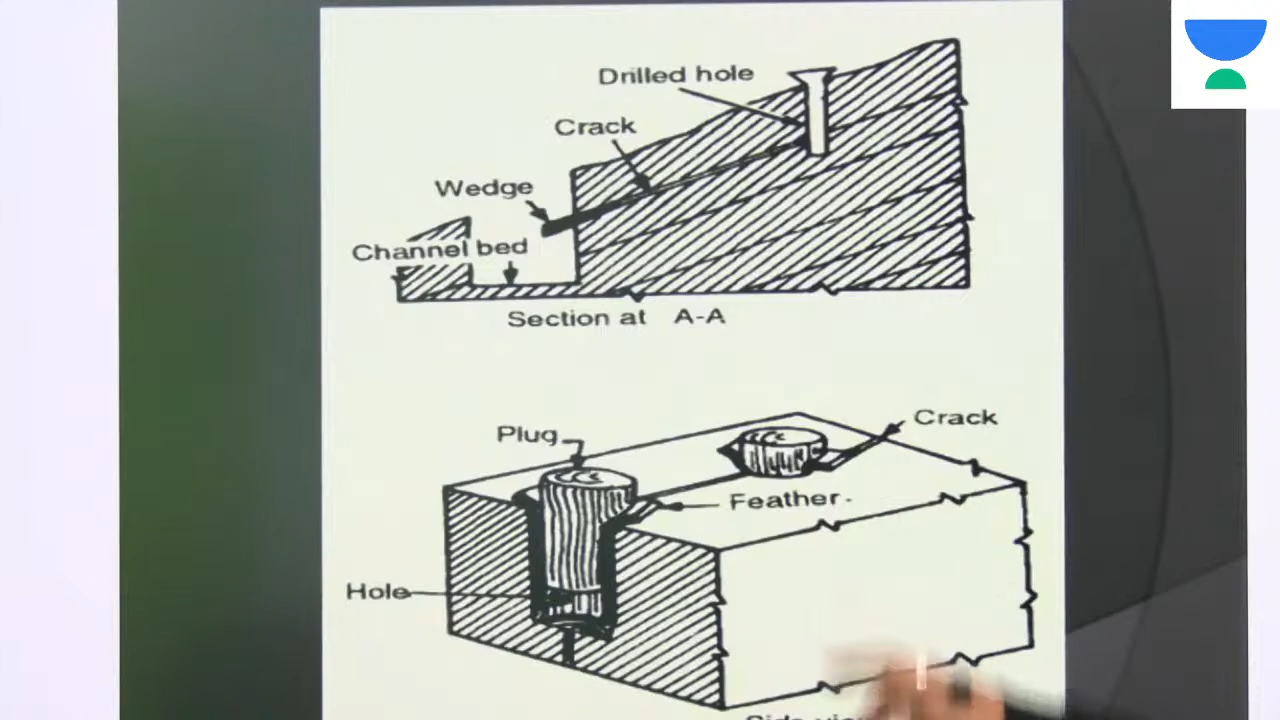 Drilled hole
Crack
Wedge
Channel bed
Section at A-A
Plug
Crack
Feather.
Hole